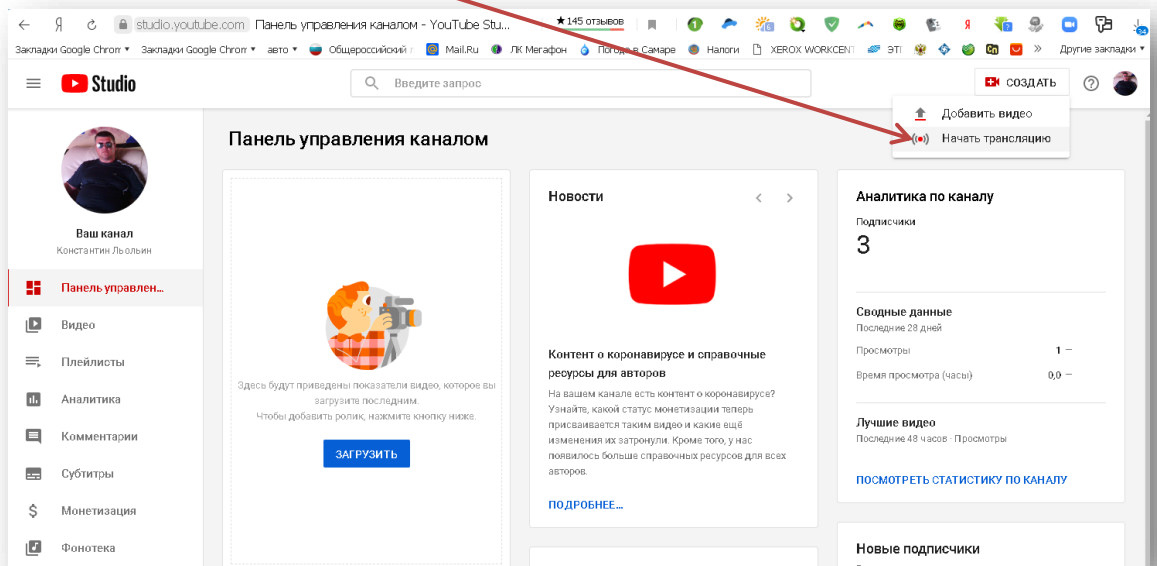 studio.youtube.com Панель управления каналом - YouTube Stu... ★145 отзывов
Закладки Google Chrom Закладки Google Chrom авто Общероссийский Mail.Ru ЛК Мегафон Погода в Самаре Налоги XEROX WORKCENT ЭТП » Другие закладки
Studio
Введите запрос
СОЗДАТЬ
Добавить видео
Начать трансляцию
Ваш канал
Константин Льольин
Панель управлен...
Видео
Плейлисты
Аналитика
Комментарии
Субтитры
Монетизация
Фонотека
Панель управления каналом
Здесь будут приведены показатели видео, которое вы
загрузите последним.
Чтобы добавить ролик, нажмите кнопку ниже.
ЗАГРУЗИТЬ
Новости
Контент о коронавирусе и справочные
ресурсы для авторов
На вашем канале есть контент о коронавирусе?
Узнайте, какой статус монетизации теперь
присваивается таким видео и какие ещё
изменения их затронули. Кроме того, у нас
появилось больше справочных ресурсов для всех
авторов.
ПОДРОБНЕЕ...
Аналитика по каналу
Подписчики
3
Сводные данные
Последние 28 дней
Просмотры 1 —
Время просмотра (часы) 0,0 —
Лучшие видео
Последние 48 часов · Просмотры
ПОСМОТРЕТЬ СТАТИСТИКУ ПО КАНАЛУ
Новые подписчики